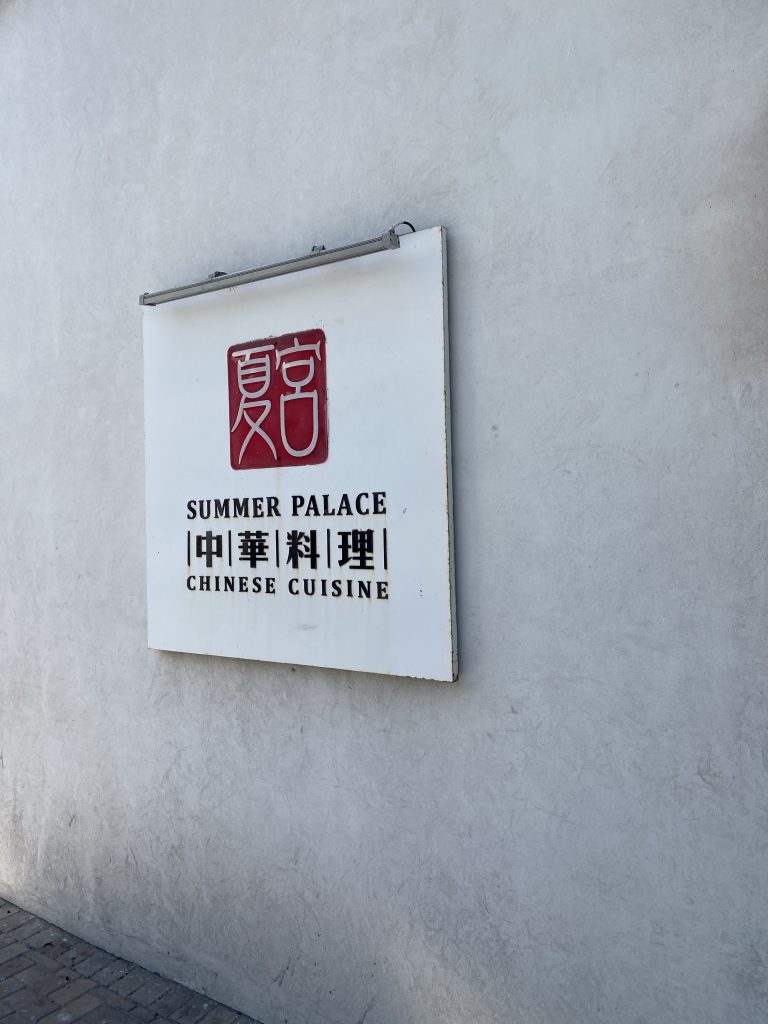 夏宮
SUMMER PALACE
中華料理
CHINESE CUISINE